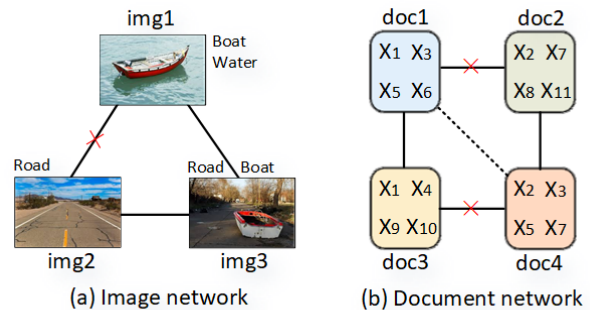 img1
Boat
Water
Road
Road Boat
img2
img3
(a) Image network
doc1
doc2
X1 X3
X5 X6
X2 X7
X8 X11
X1 X4
X9 X10
X2 X3
X5 X7
doc3
doc4
(b) Document network